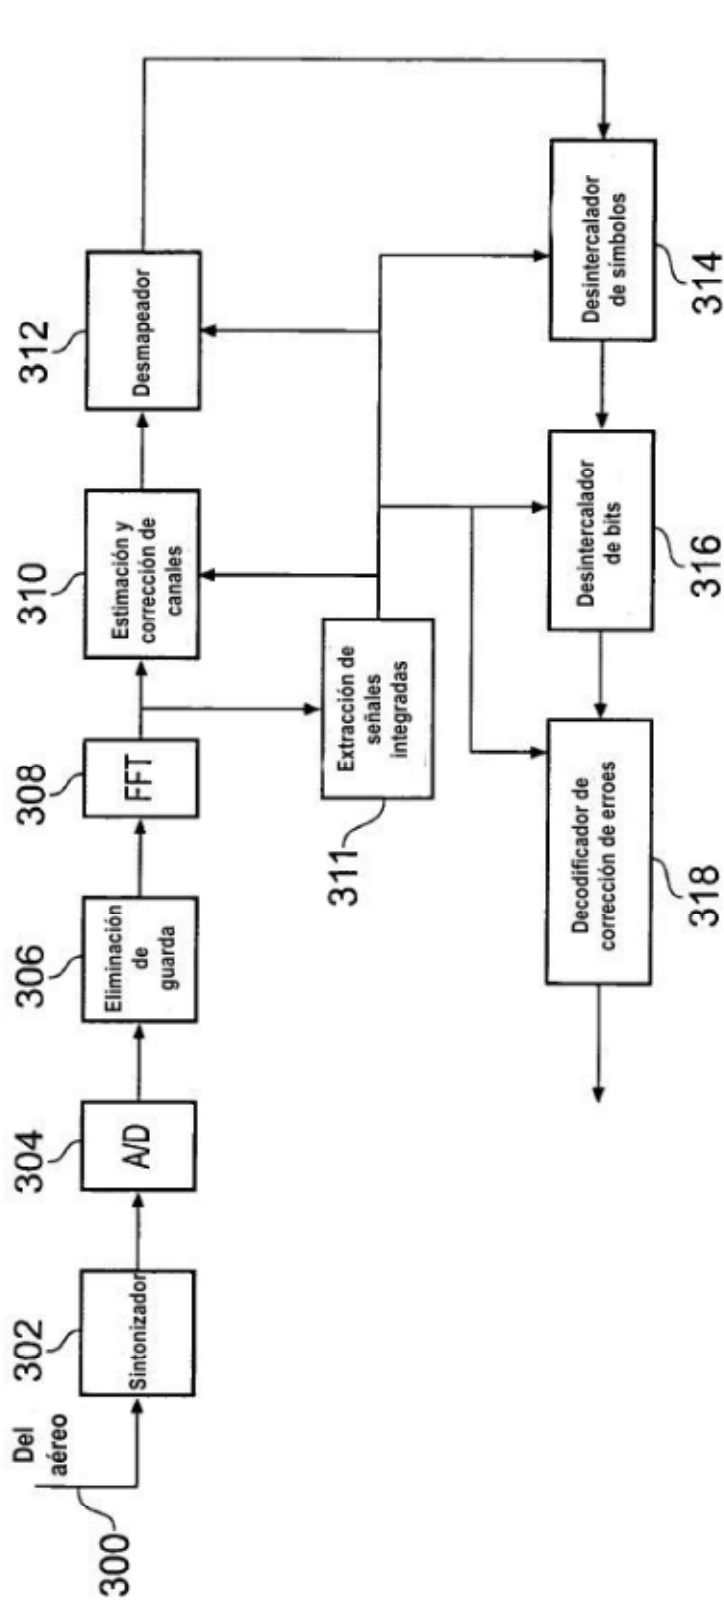 Del
aéreo
300
302
Sintonizador
304
A/D
306
Eliminación
de
guarda
308
FFT
310
Estimación y
corrección de
canales
312
Desmapeador
311
Extracción de
señales
integradas
314
Desintercalador
de símbolos
316
Desintercalador
de bits
318
Decodificador de
corrección de erroes